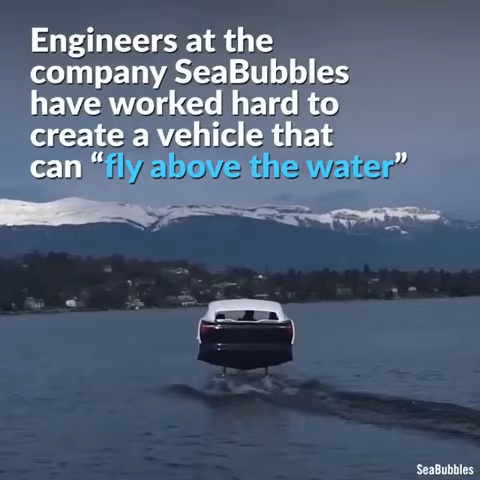 Engineers at the
company SeaBubbles
have worked hard to
create a vehicle that
can “fly above the water”
SeaBubbles